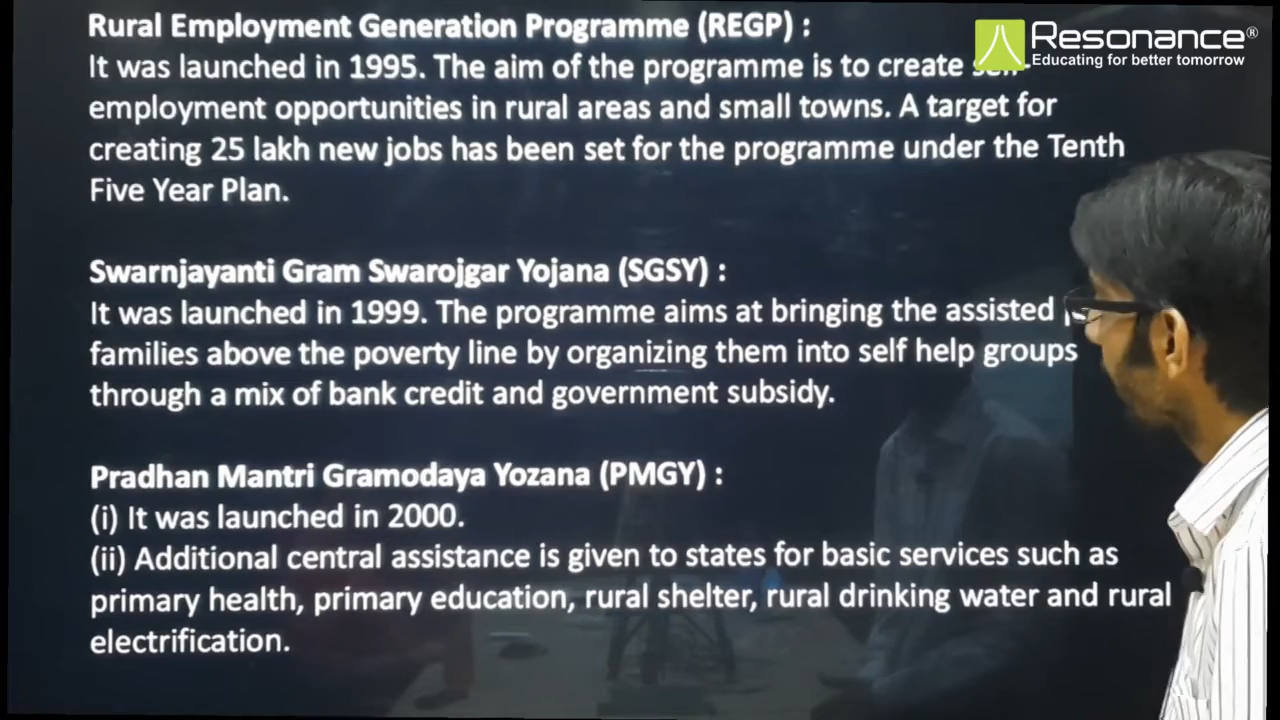 Rural Employment Generation Programme (REGP) :
It was launched in 1995. The aim of the programme is to create self-
employment opportunities in rural areas and small towns. A target for
creating 25 lakh new jobs has been set for the programme under the Tenth
Five Year Plan.
Swarnjayanti Gram Swarojgar Yojana (SGSY) :
It was launched in 1999. The programme aims at bringing the assisted
families above the poverty line by organizing them into self help groups
through a mix of bank credit and government subsidy.
Pradhan Mantri Gramodaya Yozana (PMGY) :
(i) It was launched in 2000.
(ii) Additional central assistance is given to states for basic services such as
primary health, primary education, rural shelter, rural drinking water and rural
electrification.
Resonance®
Educating for better tomorrow